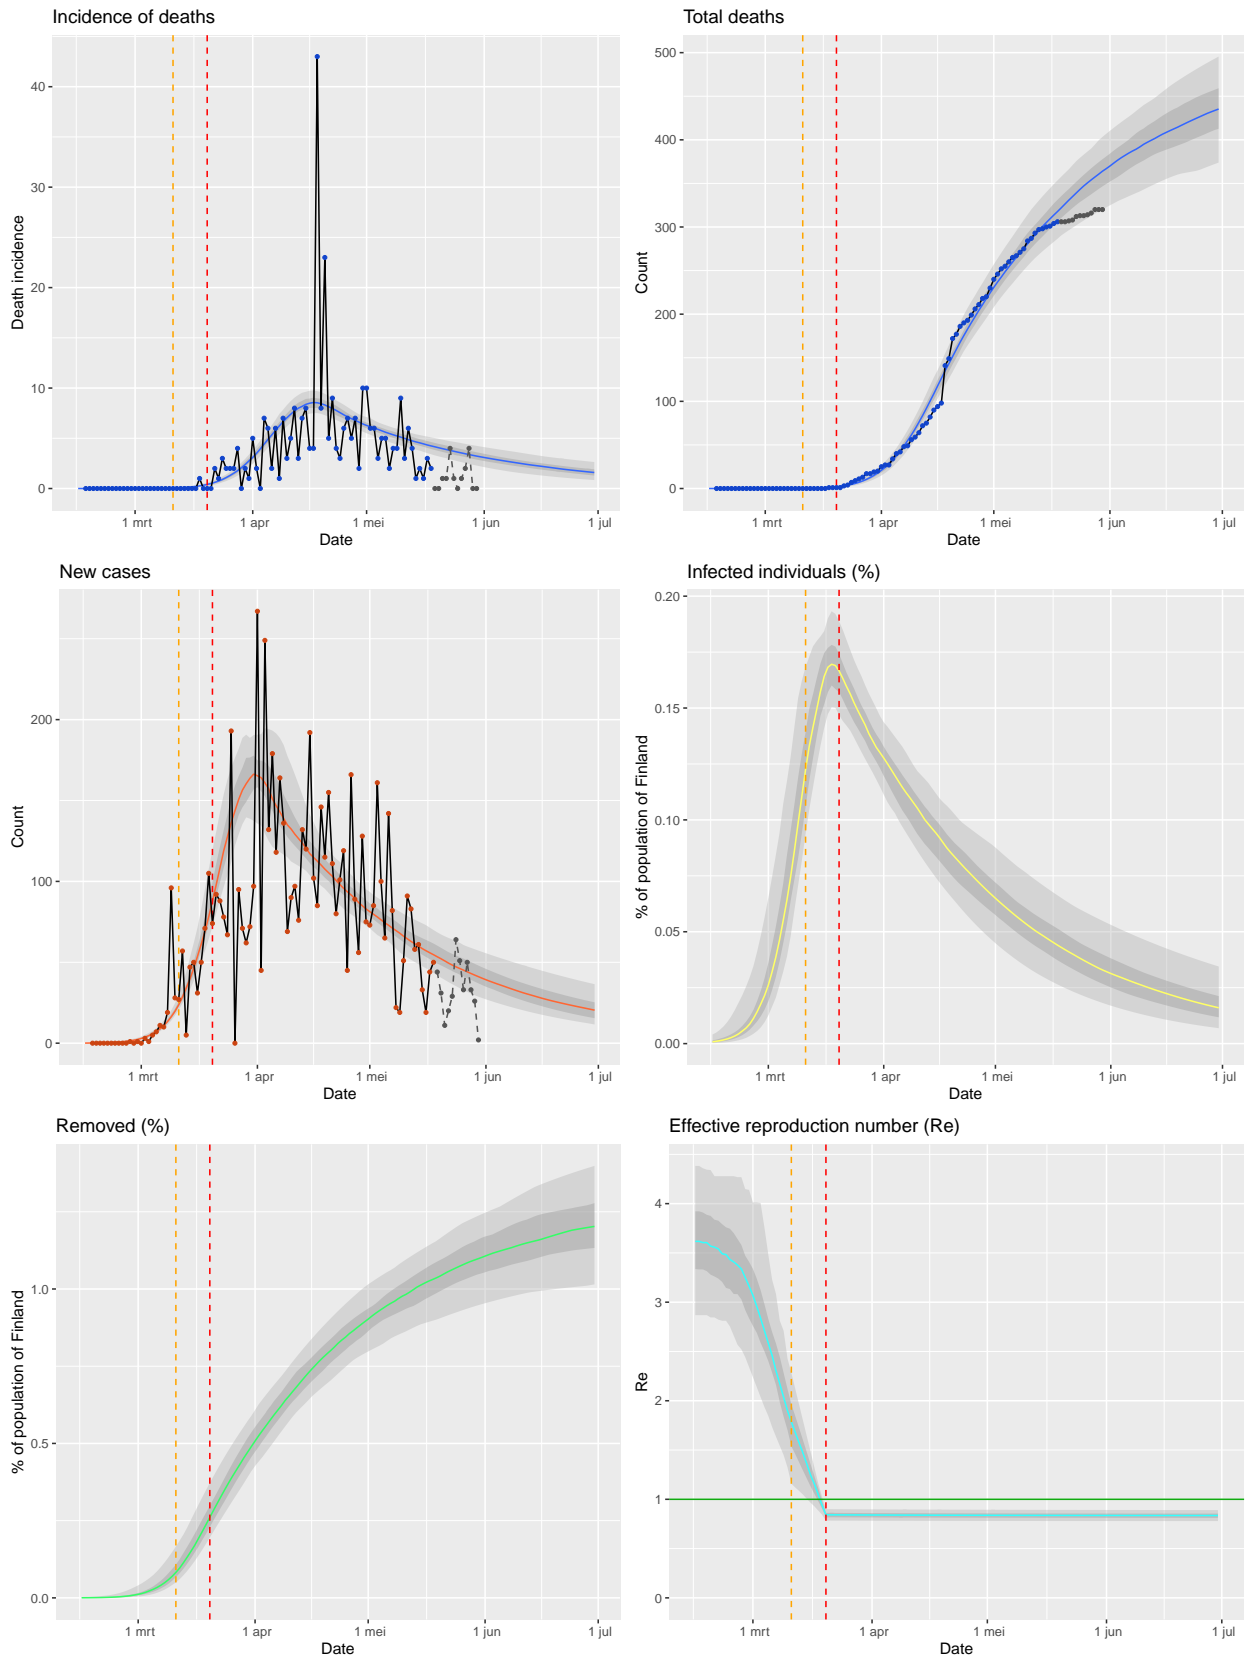 Incidence of deaths
Death incidence
40
30
20
10
0
1 mrt 1 apr 1 mei 1 jun 1 jul
Date
Total deaths
Count
500
400
300
200
100
0
1 mrt 1 apr 1 mei 1 jun 1 jul
Date
New cases
Count
200
100
0
1 mrt 1 apr 1 mei 1 jun 1 jul
Date
Infected individuals (%)
% of population of Finland
0.20
0.15
0.10
0.05
0.00
1 mrt 1 apr 1 mei 1 jun 1 jul
Date
Removed (%)
% of population of Finland
1.0
0.5
0.0
1 mrt 1 apr 1 mei 1 jun 1 jul
Date
Effective reproduction number (Re)
Re
4
3
2
1
0
1 mrt 1 apr 1 mei 1 jun 1 jul
Date